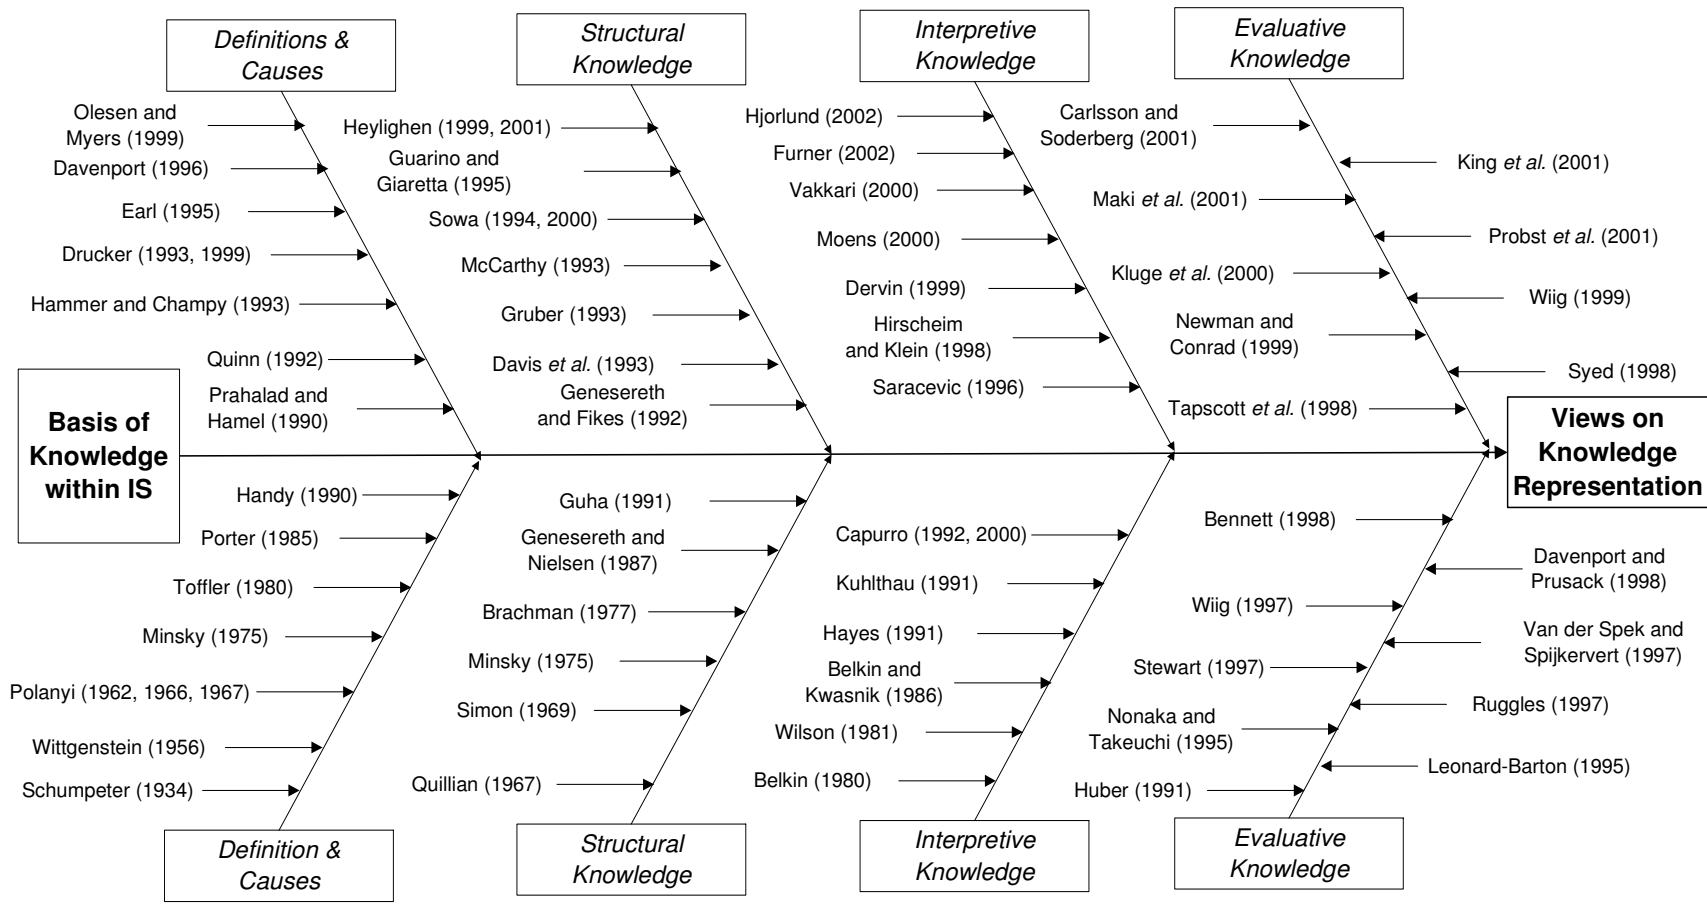 Definitions &
Causes
Structural
Knowledge
Interpretive
Knowledge
Evaluative
Knowledge
Olesen and
Myers (1999)
Davenport (1996)
Earl (1995)
Drucker (1993, 1999)
Hammer and Champy (1993)
Quinn (1992)
Prahalad and
Hamel (1990)
Heylighen (1999, 2001)
Guarino and
Giaretta (1995)
Sowa (1994, 2000)
McCarthy (1993)
Gruber (1993)
Davis et al. (1993)
Genesereth
and Fikes (1992)
Hjorlund (2002)
Furner (2002)
Vakkari (2000)
Moens (2000)
Dervin (1999)
Hirscheim
and Klein (1998)
Saracevic (1996)
Carlsson and
Soderberg (2001)
King et al. (2001)
Maki et al. (2001)
Probst et al. (2001)
Kluge et al. (2000)
Wiig (1999)
Newman and
Conrad (1999)
Syed (1998)
Tapscott et al. (1998)
Basis of
Knowledge
within IS
Views on
Knowledge
Representation
Handy (1990)
Porter (1985)
Toffler (1980)
Minsky (1975)
Polanyi (1962, 1966, 1967)
Wittgenstein (1956)
Schumpeter (1934)
Guha (1991)
Genesereth and
Nielsen (1987)
Brachman (1977)
Minsky (1975)
Simon (1969)
Quillian (1967)
Capurro (1992, 2000)
Kuhlthau (1991)
Hayes (1991)
Belkin and
Kwasnik (1986)
Wilson (1981)
Belkin (1980)
Bennett (1998)
Davenport and
Prusack (1998)
Wiig (1997)
Van der Spek and
Spijkervert (1997)
Stewart (1997)
Ruggles (1997)
Nonaka and
Takeuchi (1995)
Leonard-Barton (1995)
Huber (1991)
Definition &
Causes
Structural
Knowledge
Interpretive
Knowledge
Evaluative
Knowledge